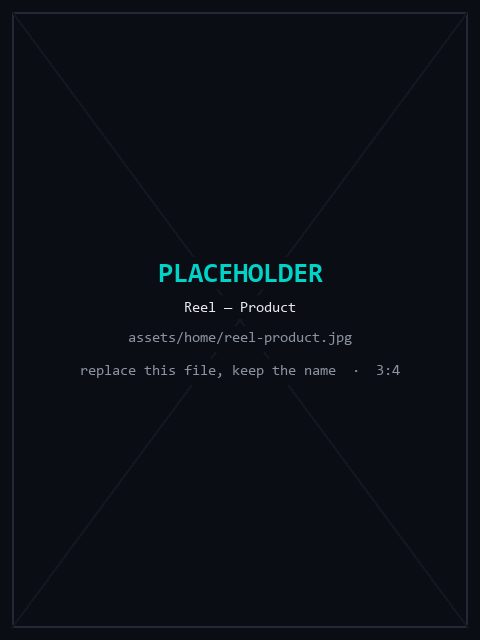 PLACEHOLDER
Reel — Product
assets/home/reel-product.jpg
replace this file, keep the name · 3:4